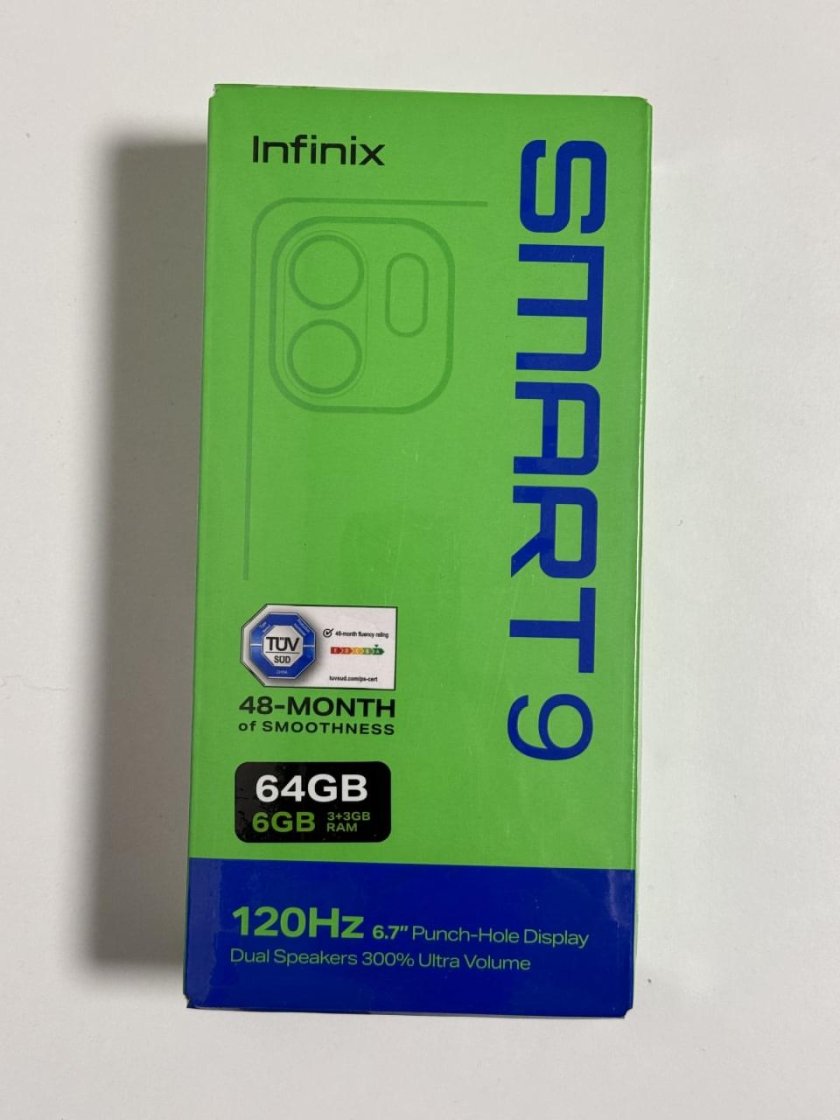 Infinix
SMART 9
TÜV
SÜD
48-month fluency rating
tuvsud.com/ps-cert
48-MONTH
of SMOOTHNESS
64GB
6GB 3+3GB
RAM
120Hz 6.7" Punch-Hole Display
Dual Speakers 300% Ultra Volume